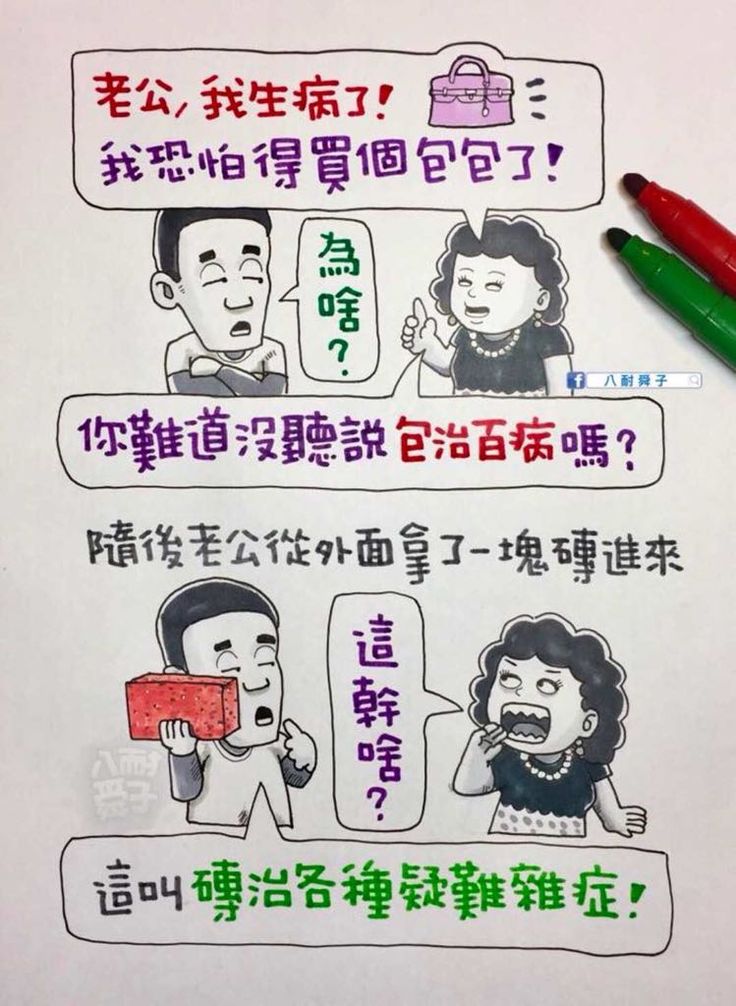 老公,我生病了!
我恐怕得買個包包了!
為啥?
八耐舜子
你難道沒聽說包治百病嗎?
隨後老公從外面拿了一塊磚進來
這幹啥?
八耐舜子
這叫磚治各種疑難雜症!